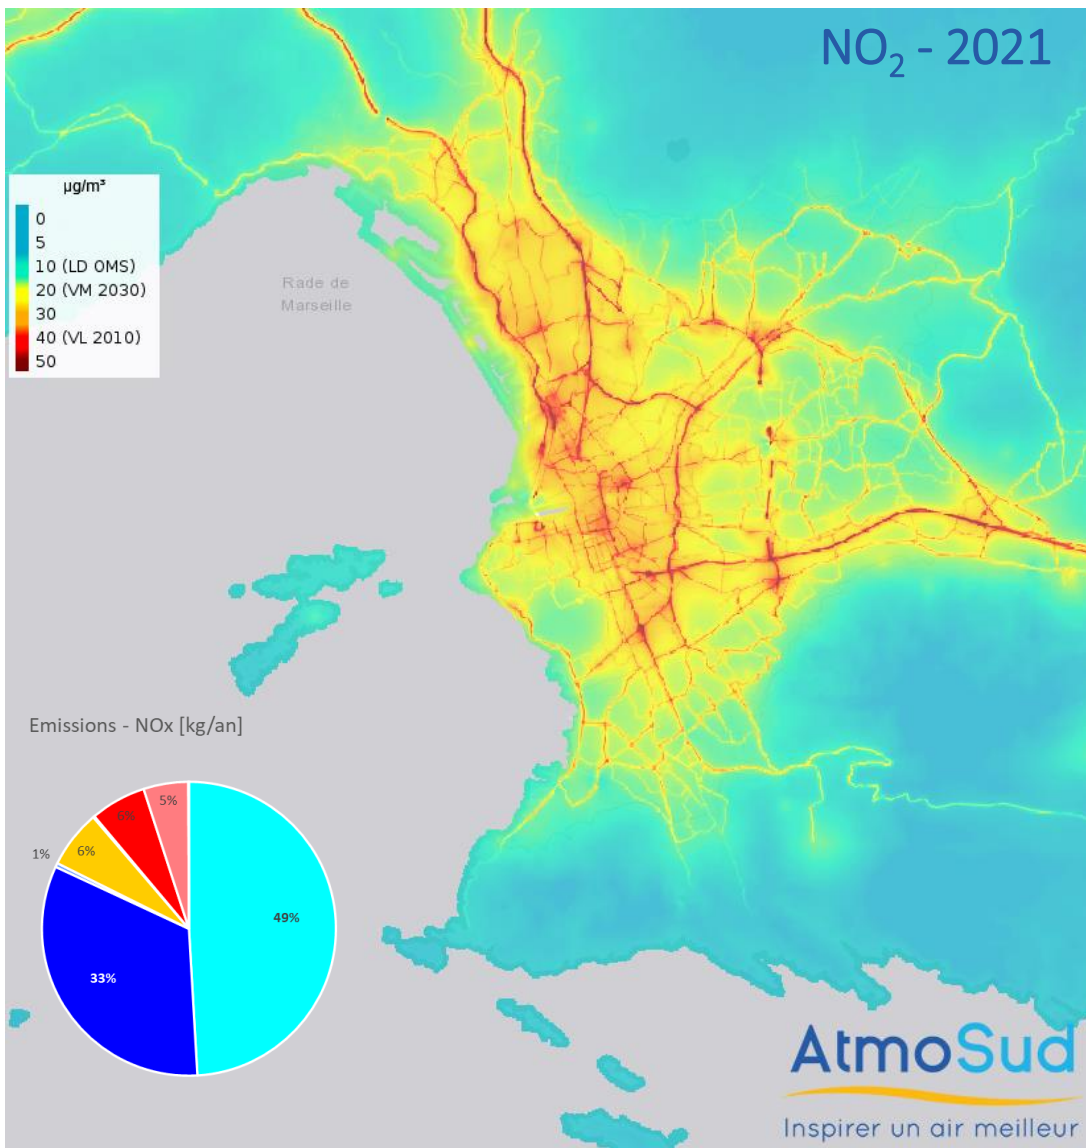 NO₂ - 2021
µg/m³
0
5
10 (LD OMS)
20 (VM 2030)
30
40 (VL 2010)
50
Rade de
Marseille
Emissions - NOx [kg/an]
5%
6%
6%
1%
49%
33%
AtmoSud
Inspirer un air meilleur